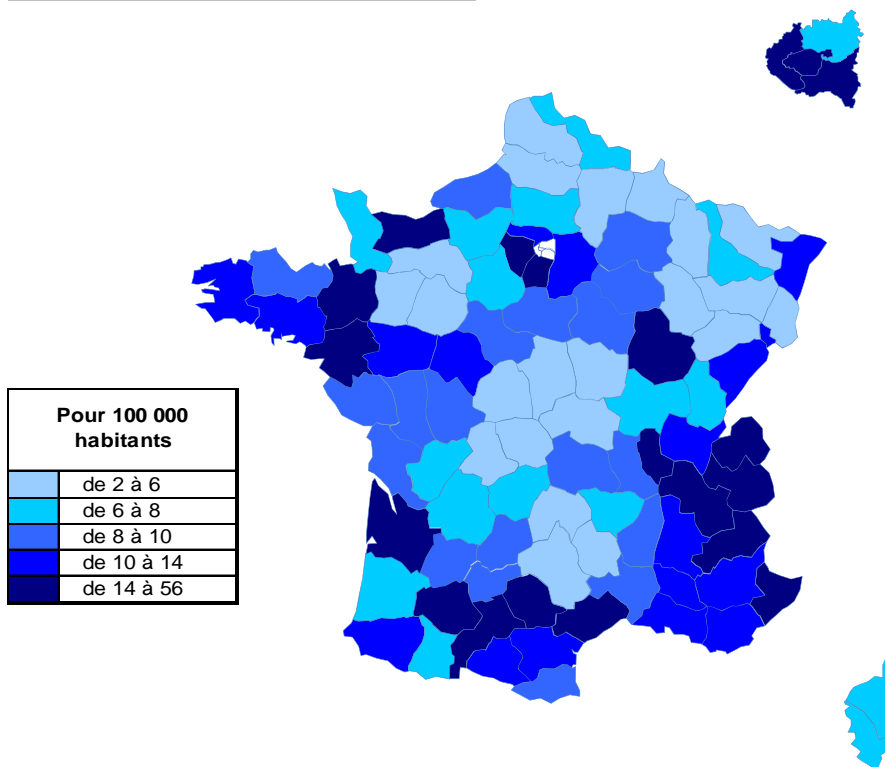 Pour 100 000
habitants
de 2 à 6
de 6 à 8
de 8 à 10
de 10 à 14
de 14 à 56